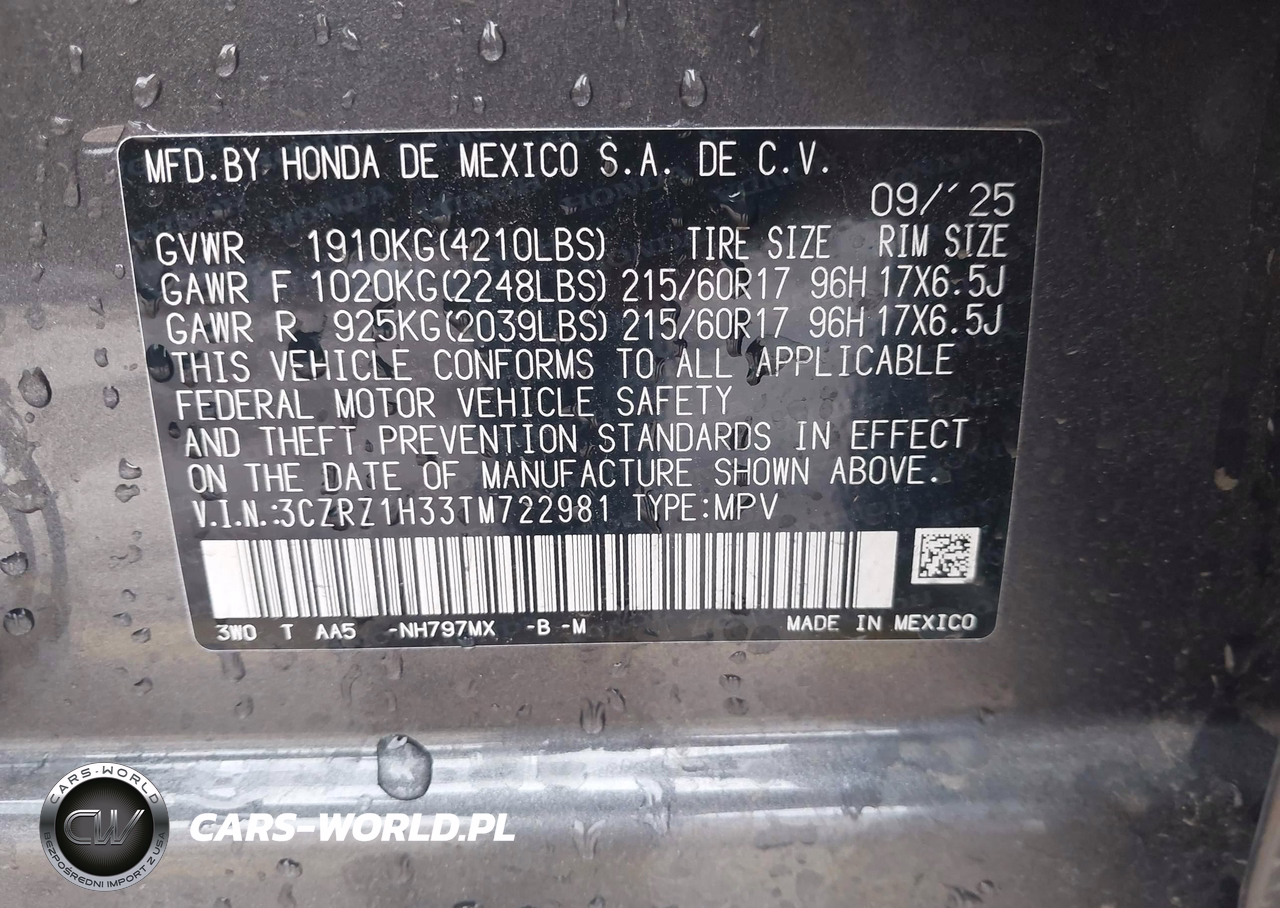 MFD.BY HONDA DE MEXICO S.A. DE C.V.
09/´25
GVWR 1910KG(4210LBS) TIRE SIZE RIM SIZE
GAWR F 1020KG(2248LBS) 215/60R17 96H 17X6.5J
GAWR R 925KG(2039LBS) 215/60R17 96H 17X6.5J
THIS VEHICLE CONFORMS TO ALL APPLICABLE
FEDERAL MOTOR VEHICLE SAFETY
AND THEFT PREVENTION STANDARDS IN EFFECT
ON THE DATE OF MANUFACTURE SHOWN ABOVE.
V.I.N.:3CZRZ1H33TM722981 TYPE:MPV
3W0 T AA5 -NH797MX -B -M MADE IN MEXICO
CARS-WORLD
CW
BEZPOŚREDNI IMPORT Z USA
CARS-WORLD.PL